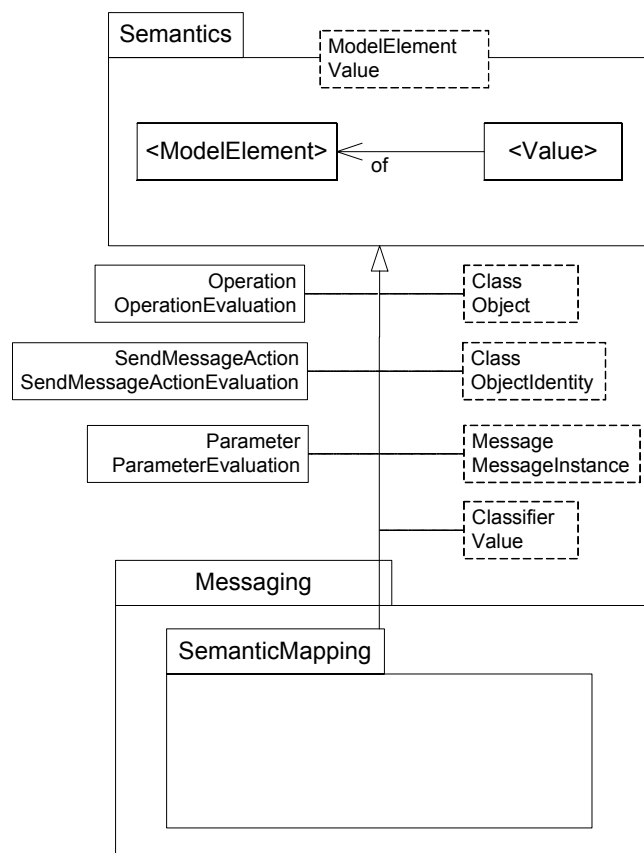 Semantics
ModelElement
Value
<ModelElement>
of
<Value>
Operation
OperationEvaluation
Class
Object
SendMessageAction
SendMessageActionEvaluation
Class
ObjectIdentity
Parameter
ParameterEvaluation
Message
MessageInstance
Classifier
Value
Messaging
SemanticMapping